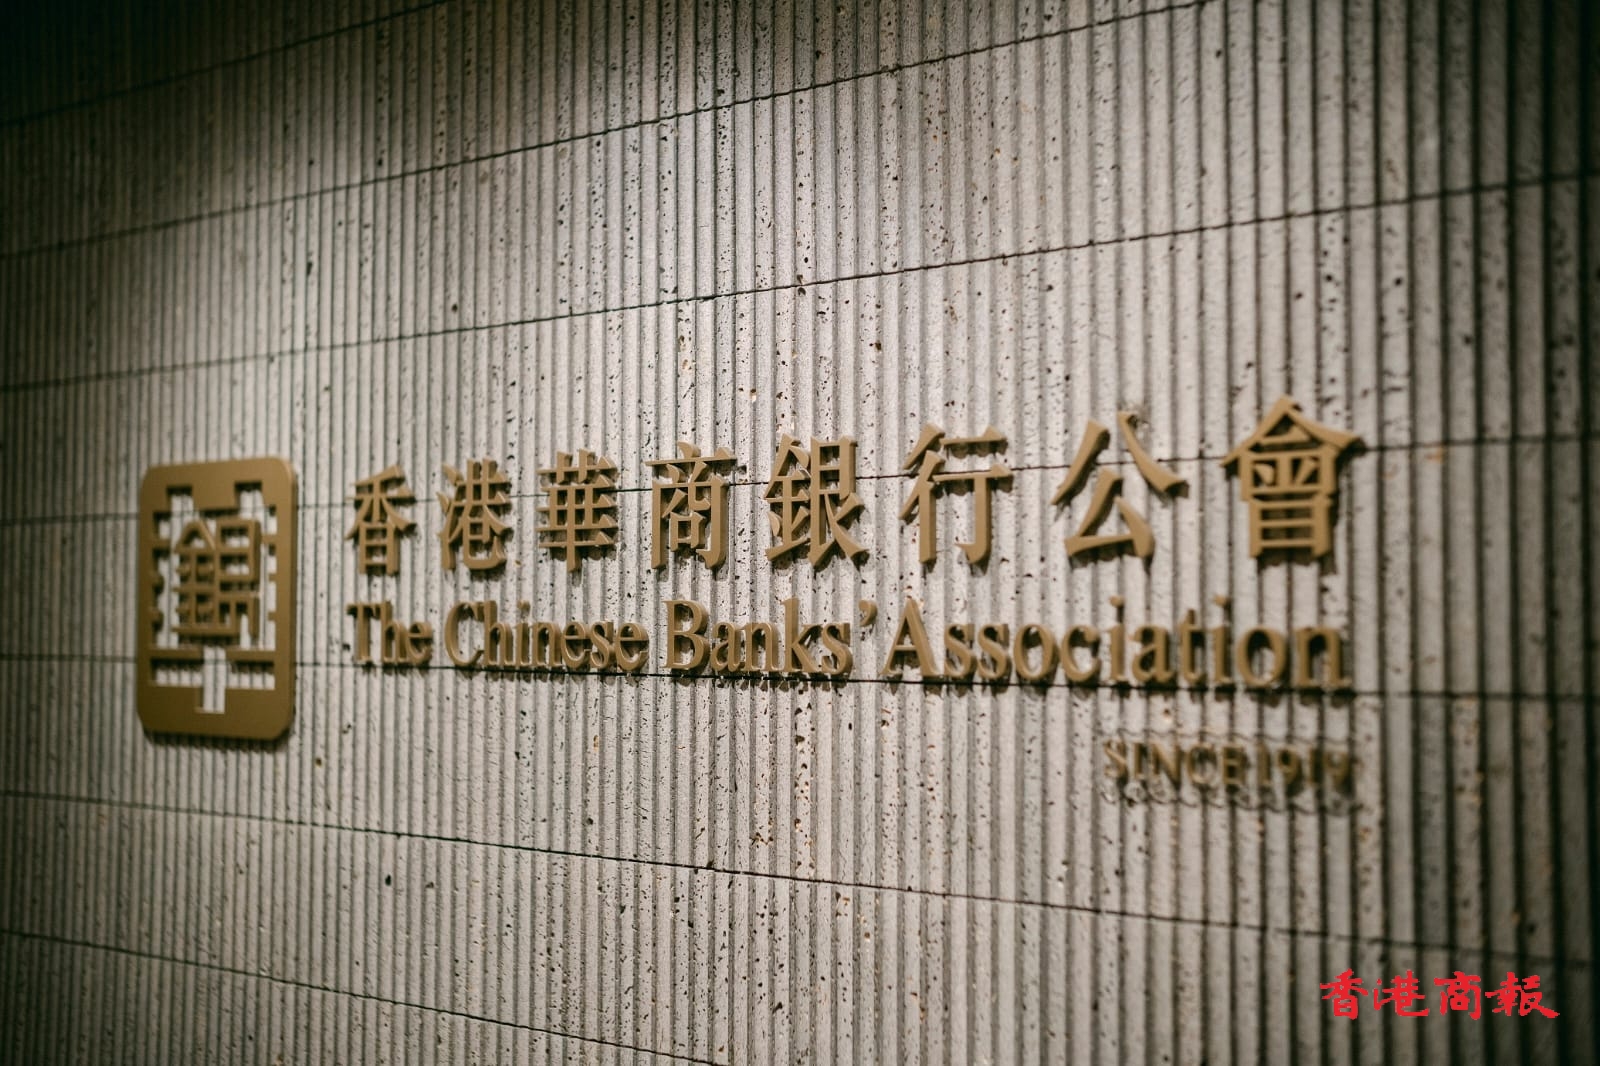 香港華商銀行公會
The Chinese Banks' Association
SINCE 1919
香港商報